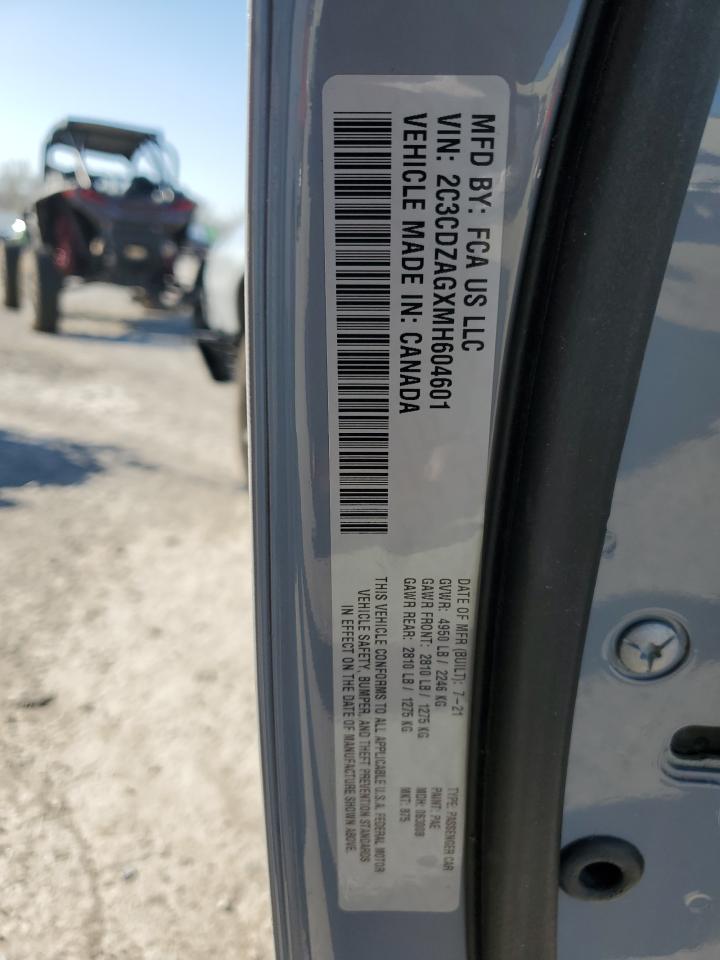 MFD BY: FCA US LLC
VIN: 2C3CDZAGXMH604601
VEHICLE MADE IN: CANADA
DATE OF MFR (BUILT): 7-21
GVWR: 4950 LB / 2246 KG
GAWR FRONT: 2810 LB / 1275 KG
GAWR REAR: 2810 LB / 1275 KG
THIS VEHICLE CONFORMS TO ALL APPLICABLE U.S.A. FEDERAL MOTOR
VEHICLE SAFETY, BUMPER, AND THEFT PREVENTION STANDARDS
IN EFFECT ON THE DATE OF MANUFACTURE SHOWN ABOVE.
TYPE: PASSENGER CAR
PAINT: PAE
MDH:
MKT: